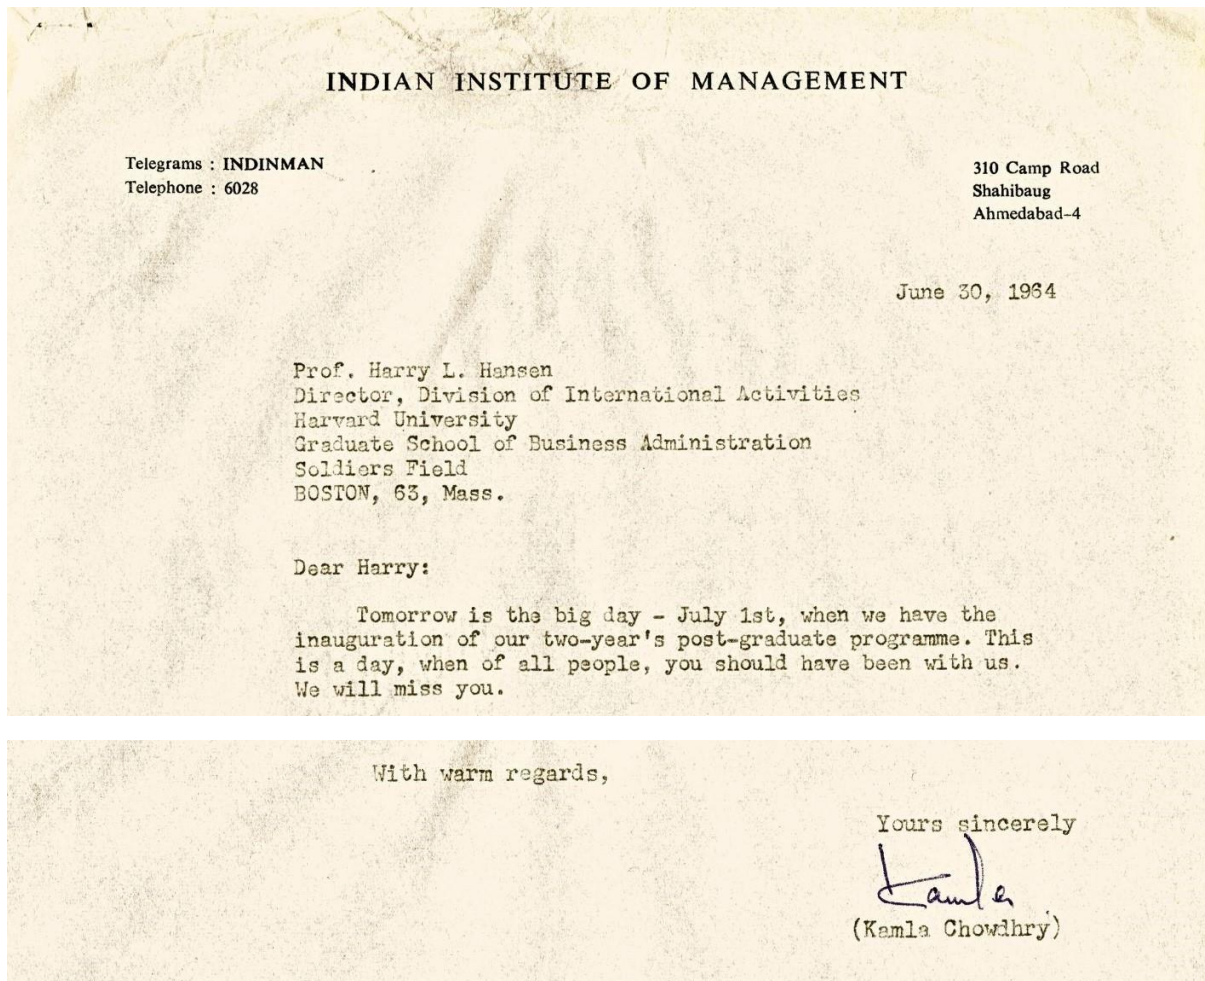 INDIAN INSTITUTE OF MANAGEMENT
Telegrams : INDINMAN
Telephone : 6028
310 Camp Road
Shahibaug
Ahmedabad-4
June 30, 1964
Prof. Harry L. Hansen
Director, Division of International Activities
Harvard University
Graduate School of Business Administration
Soldiers Field
BOSTON, 63, Mass.
Dear Harry:
Tomorrow is the big day - July 1st, when we have the
inauguration of our two-year's post-graduate programme. This
is a day, when of all people, you should have been with us.
We will miss you.
With warm regards,
Yours sincerely
Kamla
(Kamla Chowdhry)